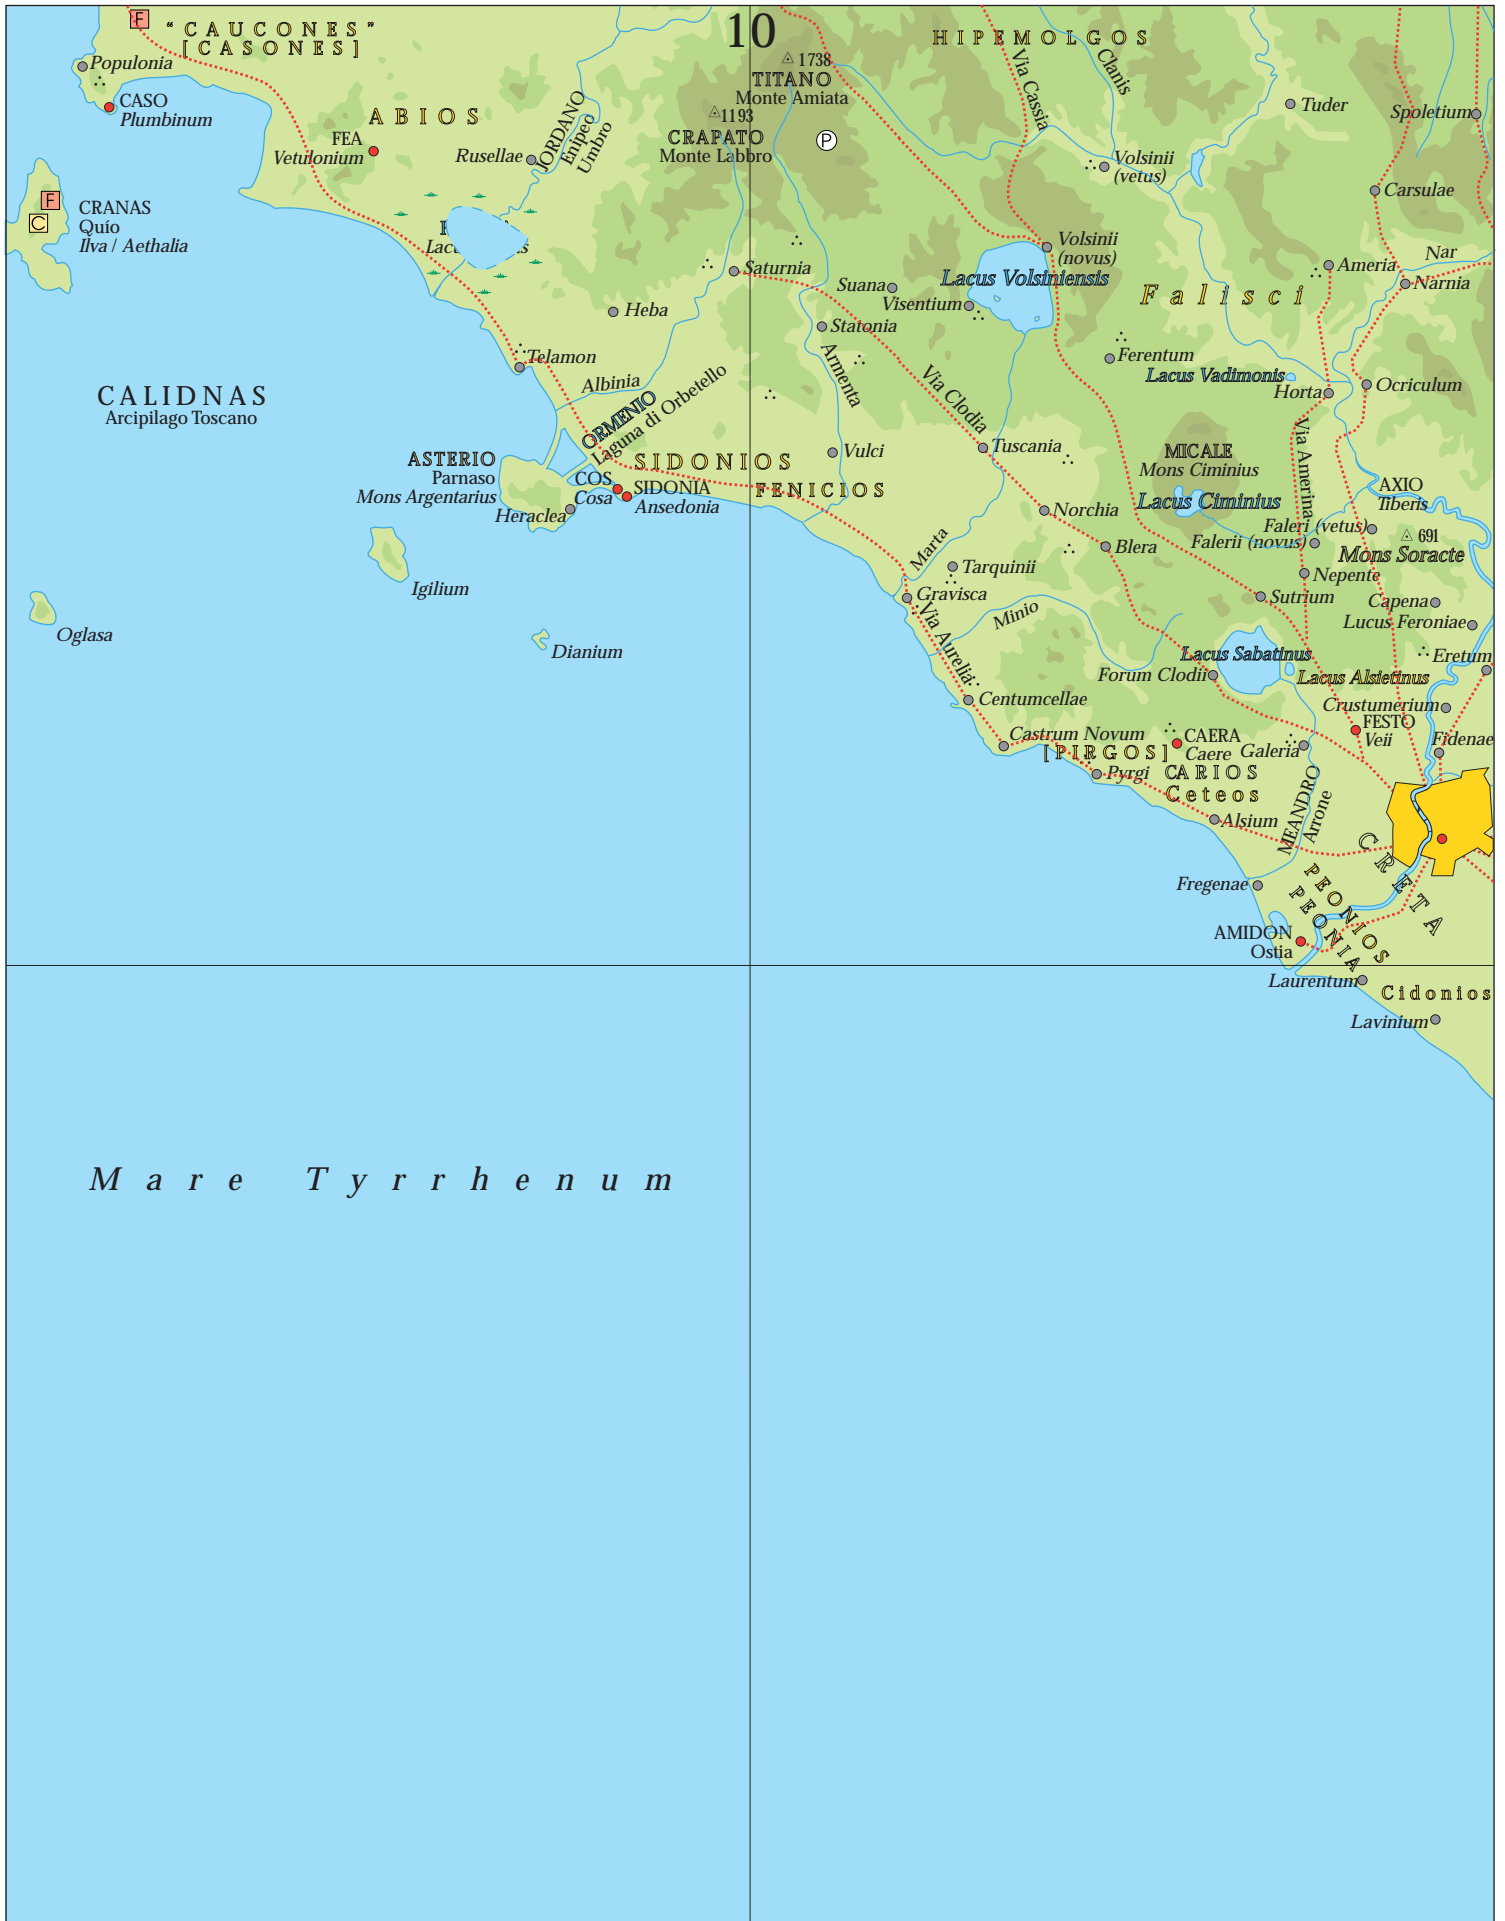 10
F
“CAUCONES”
[CASONES]
Populonia
CASO
Plumbinum
ABIOS
FEA
Vetulonium
Rusellae
JORDANO
Enipeo
Umbro
1738
TITANO
Monte Amiata
1193
CRAPATO
Monte Labbro
P
HIPEMOLGOS
Via Cassia
Clanis
Tuder
Spoletium
Volsinii
(vetus)
Carsulae
F
C
CRANAS
Quío
Ilva / Aethalia
Saturnia
Heba
Telamon
Albinia
Suana
Visentium
Statonia
Armenta
Volsinii
(novus)
Lacus Volsiniensis
Falisci
Ameria
Nar
Narnia
Ferentum
Lacus Vadimonis
Horta
Ocriculum
CALIDNAS
Arcipilago Toscano
ORMENIO
Laguna di Orbetello
Via Clodia
Via Amerina
ASTERIO
Parnaso
Mons Argentarius
SIDONIOS
FENICIOS
COS
Cosa
SIDONIA
Ansedonia
Heraclea
Vulci
Tuscania
MICALE
Mons Ciminius
Lacus Ciminius
AXIO
Tiberis
Norchia
Blera
Faleri (vetus)
Falerii (novus)
691
Mons Soracte
Igilium
Oglasa
Dianium
Marta
Tarquinii
Gravisca
Minio
Via Aurelia
Nepente
Sutrium
Capena
Lucus Feroniae
Lacus Sabatinus
Eretum
Forum Clodii
Lacus Alsietinus
Centumcellae
Crustumerium
FESTO
Veii
Fidenae
Castrum Novum
[PIRGOS]
Pyrgi
CAERA
Caere
Galeria
CARIOS
Ceteos
MEANDRO
Arrone
Alsium
CRETA
Fregenae
PEONIOS
PEONIA
AMIDON
Ostia
Laurentum
Cidonios
Lavinium
Mare Tyrrhenum